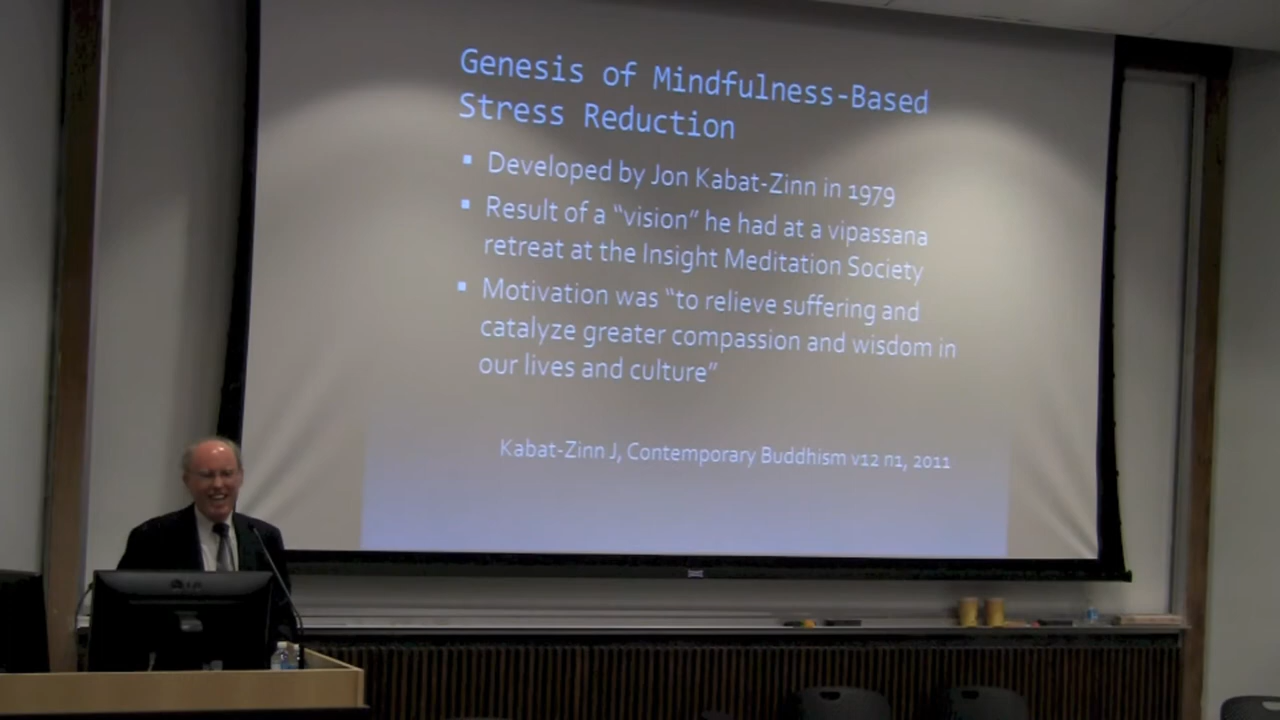 Genesis of Mindfulness-Based
Stress Reduction
▪ Developed by Jon Kabat-Zinn in 1979
▪ Result of a “vision” he had at a vipassana
retreat at the Insight Meditation Society
▪ Motivation was “to relieve suffering and
catalyze greater compassion and wisdom in
our lives and culture”
Kabat-Zinn J, Contemporary Buddhism v12 n1, 2011
LG